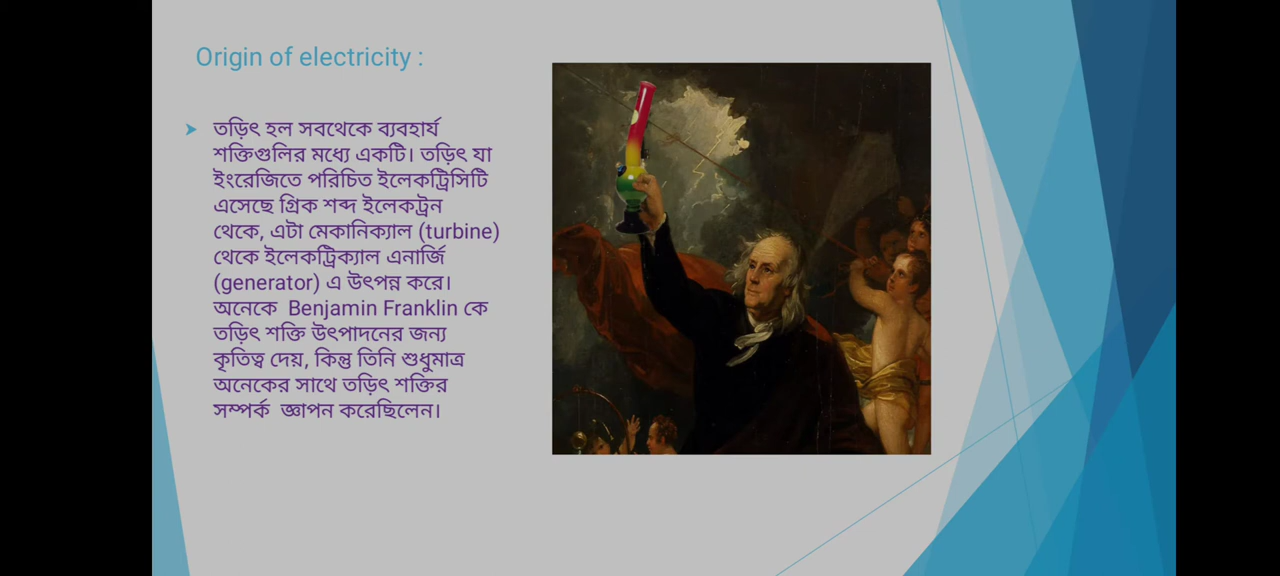 Origin of electricity :
তড়িৎ হল সবথেকে ব্যবহার্য
শক্তিগুলির মধ্যে একটি। তড়িৎ যা
ইংরেজিতে পরিচিত ইলেকট্রিসিটি
এসেছে গ্রিক শব্দ ইলেকট্রন
থেকে, এটা মেকানিক্যাল (turbine)
থেকে ইলেকট্রিক্যাল এনার্জি
(generator) এ উৎপন্ন করে।
অনেকে Benjamin Franklin কে
তড়িৎ শক্তি উৎপাদনের জন্য
কৃতিত্ব দেয়, কিন্তু তিনি শুধুমাত্র
অনেকের সাথে তড়িৎ শক্তির
সম্পর্ক জ্ঞাপন করেছিলেন।